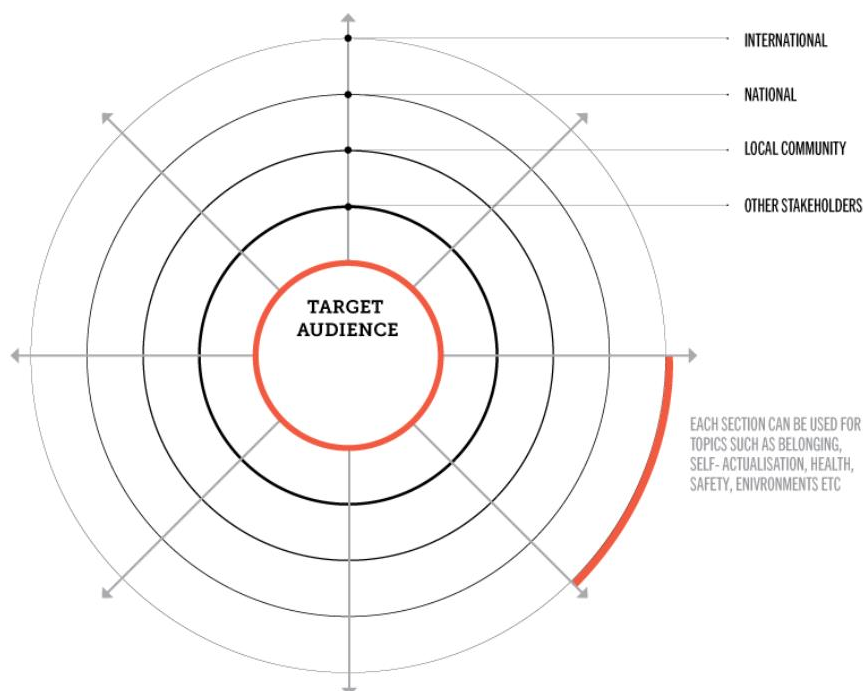 INTERNATIONAL
NATIONAL
LOCAL COMMUNITY
OTHER STAKEHOLDERS
TARGET
AUDIENCE
EACH SECTION CAN BE USED FOR
TOPICS SUCH AS BELONGING,
SELF- ACTUALISATION, HEALTH,
SAFETY, ENIVRONMENTS ETC